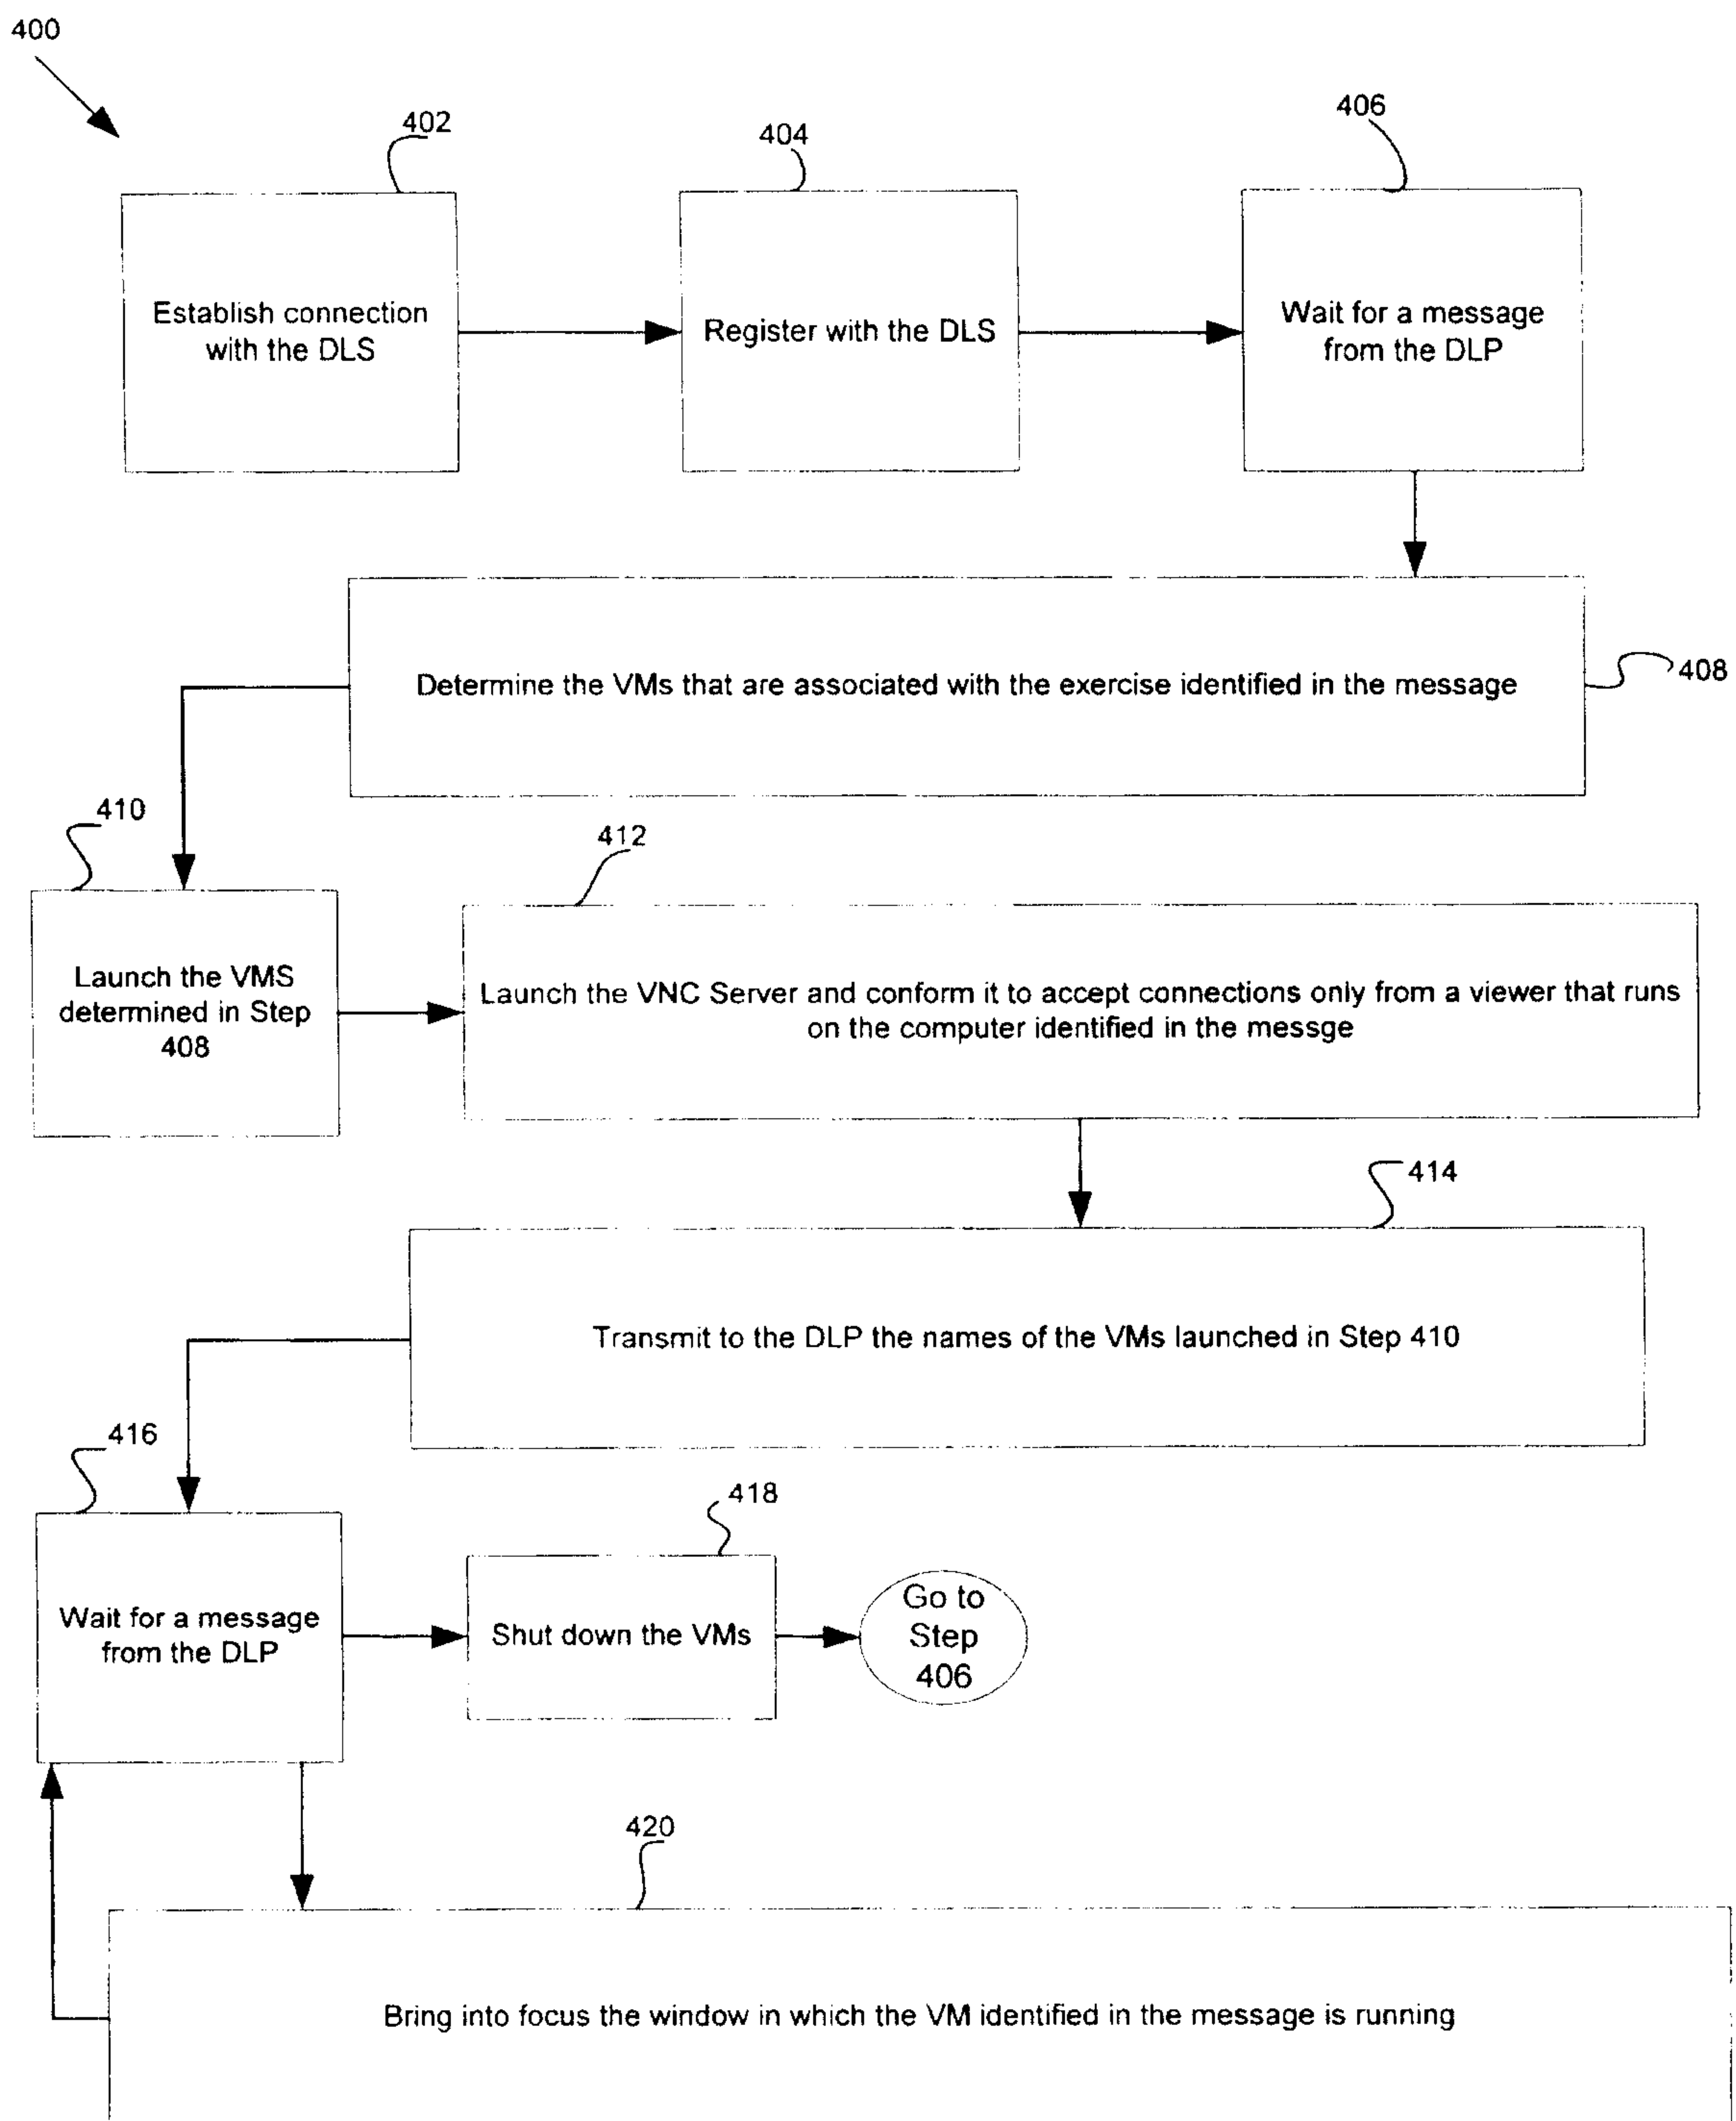 400
402
404
406
Establish connection
with the DLS
Register with the DLS
Wait for a message
from the DLP
Determine the VMs that are associated with the exercise identified in the message
408
410
412
Launch the VMS
determined in Step
408
Launch the VNC Server and conform it to accept connections only from a viewer that runs
on the computer identified in the messge
414
Transmit to the DLP the names of the VMs launched in Step 410
416
418
Wait for a message
from the DLP
Shut down the VMs
Go to
Step
406
420
Bring into focus the window in which the VM identified in the message is running